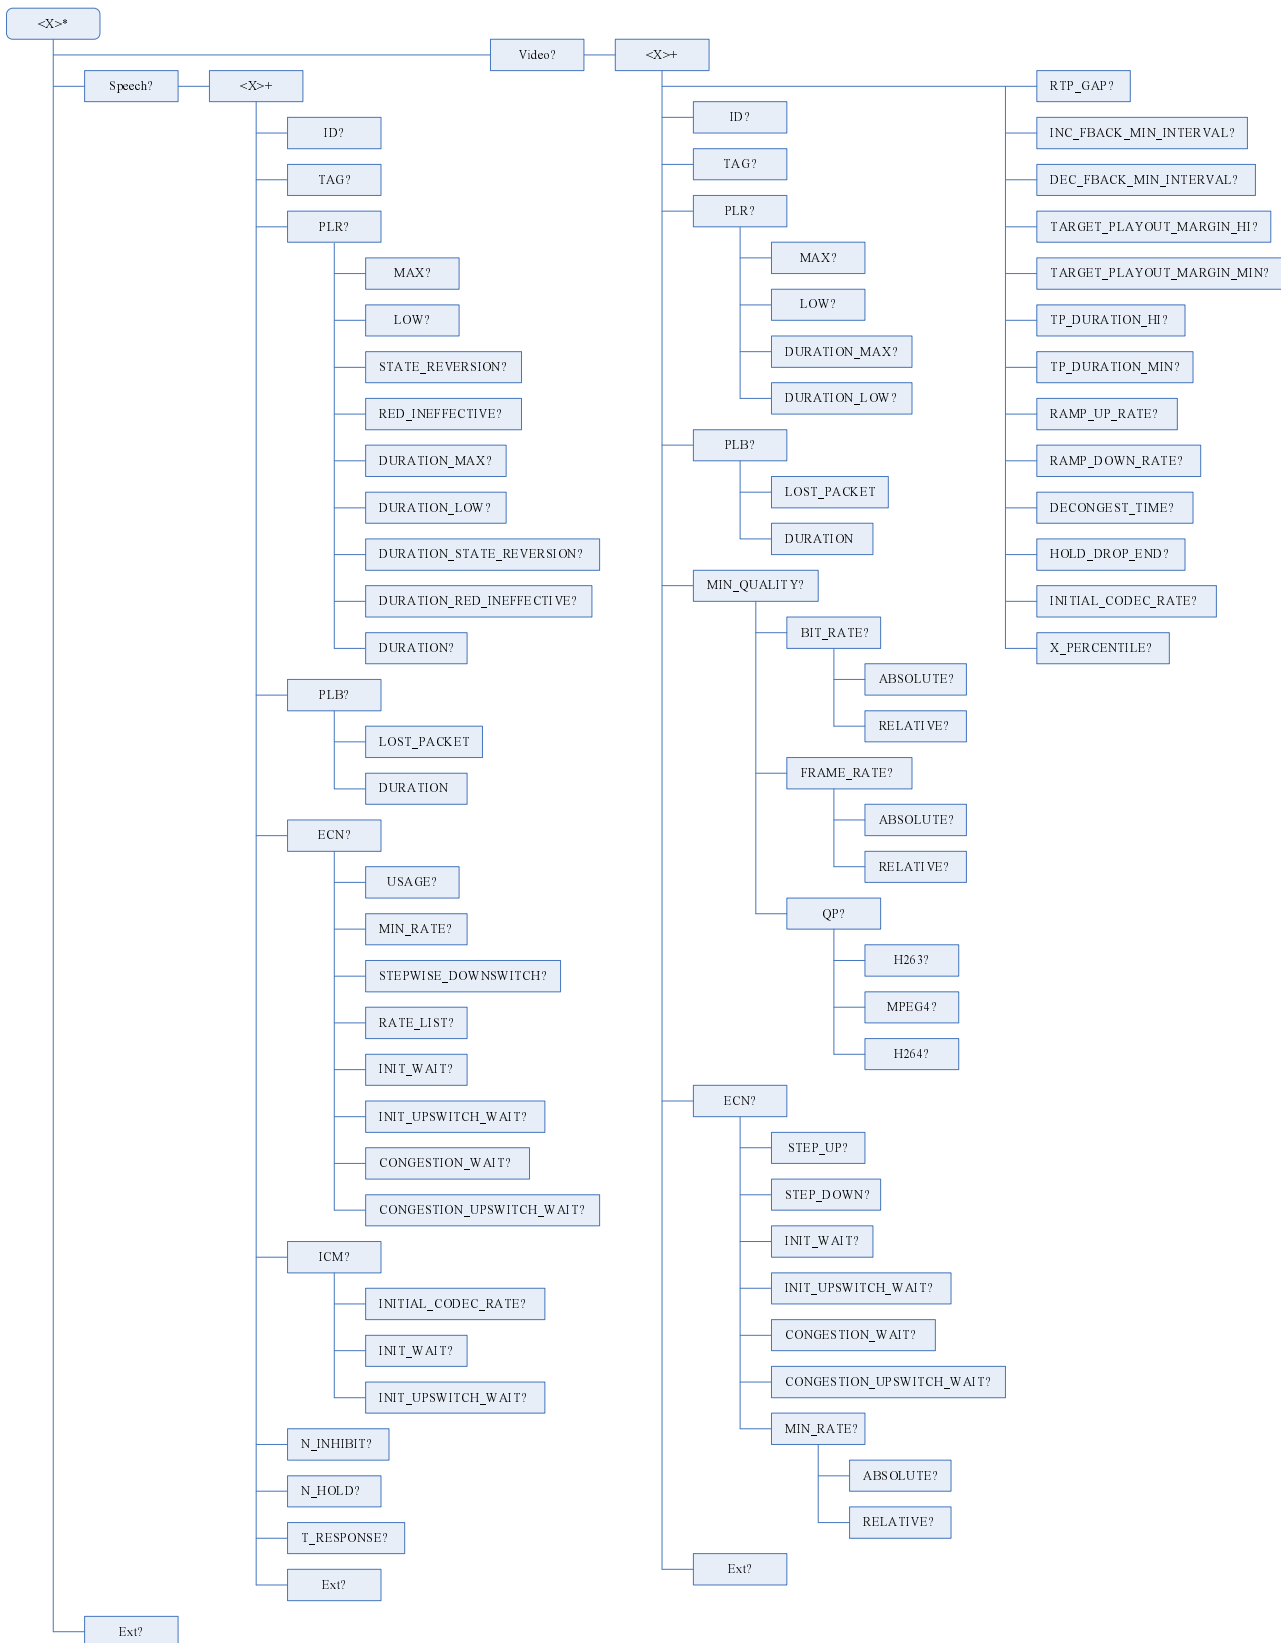 <X>*
Video?
<X>+
Speech?
<X>+
ID?
TAG?
PLR?
MAX?
LOW?
STATE_REVERSION?
RED_INEFFECTIVE?
DURATION_MAX?
DURATION_LOW?
DURATION_STATE_REVERSION?
DURATION_RED_INEFFECTIVE?
DURATION?
PLB?
LOST_PACKET
DURATION
ECN?
USAGE?
MIN_RATE?
STEPWISE_DOWNSWITCH?
RATE_LIST?
INIT_WAIT?
INIT_UPSWITCH_WAIT?
CONGESTION_WAIT?
CONGESTION_UPSWITCH_WAIT?
ICM?
INITIAL_CODEC_RATE?
INIT_WAIT?
INIT_UPSWITCH_WAIT?
N_INHIBIT?
N_HOLD?
T_RESPONSE?
Ext?
Ext?
ID?
TAG?
PLR?
MAX?
LOW?
DURATION_MAX?
DURATION_LOW?
PLB?
LOST_PACKET
DURATION
MIN_QUALITY?
BIT_RATE?
ABSOLUTE?
RELATIVE?
FRAME_RATE?
ABSOLUTE?
RELATIVE?
QP?
H263?
MPEG4?
H264?
ECN?
STEP_UP?
STEP_DOWN?
INIT_WAIT?
INIT_UPSWITCH_WAIT?
CONGESTION_WAIT?
CONGESTION_UPSWITCH_WAIT?
MIN_RATE?
ABSOLUTE?
RELATIVE?
Ext?
RTP_GAP?
INC_FBACK_MIN_INTERVAL?
DEC_FBACK_MIN_INTERVAL?
TARGET_PLAYOUT_MARGIN_HI?
TARGET_PLAYOUT_MARGIN_MIN?
TP_DURATION_HI?
TP_DURATION_MIN?
RAMP_UP_RATE?
RAMP_DOWN_RATE?
DECONGEST_TIME?
HOLD_DROP_END?
INITIAL_CODEC_RATE?
X_PERCENTILE?